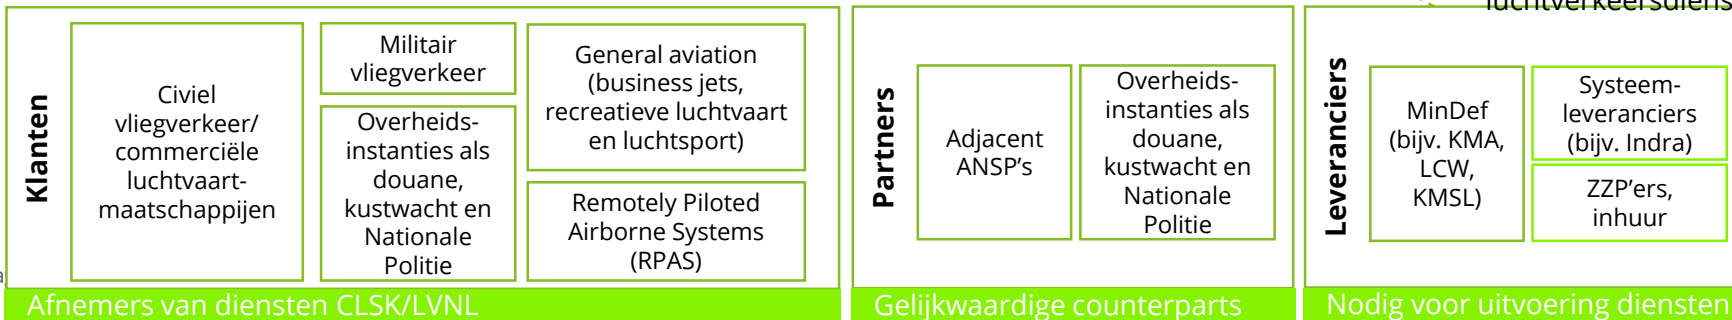 luchtverkeersdiens
Klanten
Civiel
vliegverkeer/
commerciële
luchtvaart-
maatschappijen
Militair
vliegverkeer
Overheids-
instanties als
douane,
kustwacht en
Nationale
Politie
General aviation
(business jets,
recreatieve luchtvaart
en luchtsport)
Remotely Piloted
Airborne Systems
(RPAS)
Afnemers van diensten CLSK/LVNL
Partners
Adjacent
ANSP’s
Overheids-
instanties als
douane,
kustwacht en
Nationale
Politie
Gelijkwaardige counterparts
Leveranciers
MinDef
(bijv. KMA,
LCW,
KMSL)
Systeem-
leveranciers
(bijv. Indra)
ZZP’ers,
inhuur
Nodig voor uitvoering diensten